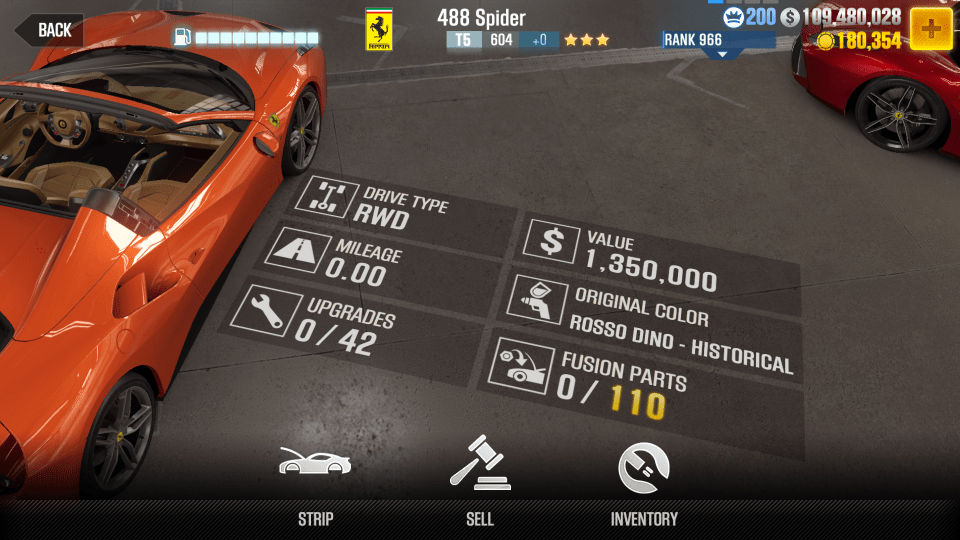 BACK
Ferrari
488 Spider
T5 604 +0
RANK 966
200
$ 109,480,028
180,354
+
DRIVE TYPE
RWD
MILEAGE
0.00
UPGRADES
0 / 42
$
VALUE
1,350,000
ORIGINAL COLOR
ROSSO DINO - HISTORICAL
FUSION PARTS
0 / 110
STRIP
SELL
INVENTORY